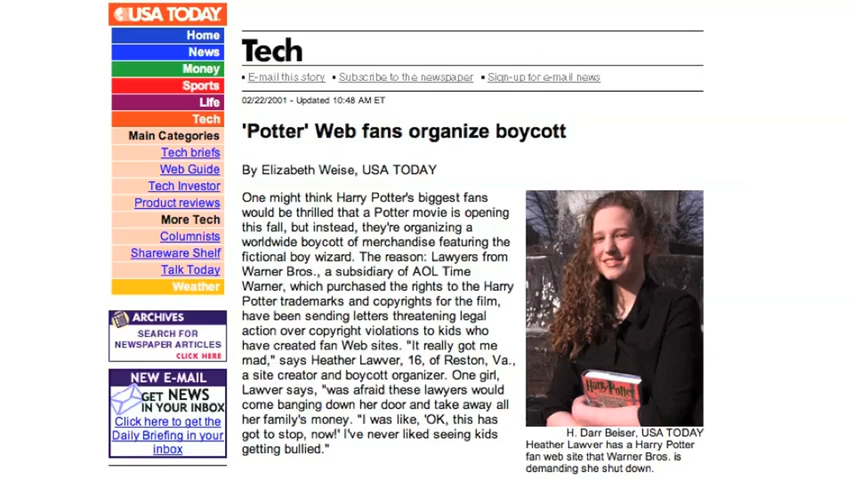 USA TODAY.
Home
News
Money
Sports
Life
Tech
Main Categories
Tech briefs
Web Guide
Tech Investor
Product reviews
More Tech
Columnists
Shareware Shelf
Talk Today
Weather
ARCHIVES
SEARCH FOR
NEWSPAPER ARTICLES
CLICK HERE
NEW E-MAIL
GET NEWS
IN YOUR INBOX
Click here to get the
Daily Briefing in your
inbox
Tech
▪ E-mail this story ▪ Subscribe to the newspaper ▪ Sign-up for e-mail news
02/22/2001 - Updated 10:48 AM ET
'Potter' Web fans organize boycott
By Elizabeth Weise, USA TODAY
One might think Harry Potter's biggest fans
would be thrilled that a Potter movie is opening
this fall, but instead, they're organizing a
worldwide boycott of merchandise featuring the
fictional boy wizard. The reason: Lawyers from
Warner Bros., a subsidiary of AOL Time
Warner, which purchased the rights to the Harry
Potter trademarks and copyrights for the film,
have been sending letters threatening legal
action over copyright violations to kids who
have created fan Web sites. "It really got me
mad," says Heather Lawver, 16, of Reston, Va.,
a site creator and boycott organizer. One girl,
Lawver says, "was afraid these lawyers would
come banging down her door and take away all
her family's money. "I was like, 'OK, this has
got to stop, now!' I've never liked seeing kids
getting bullied."
Harry Potter
H. Darr Beiser, USA TODAY
Heather Lawver has a Harry Potter
fan web site that Warner Bros. is
demanding she shut down.